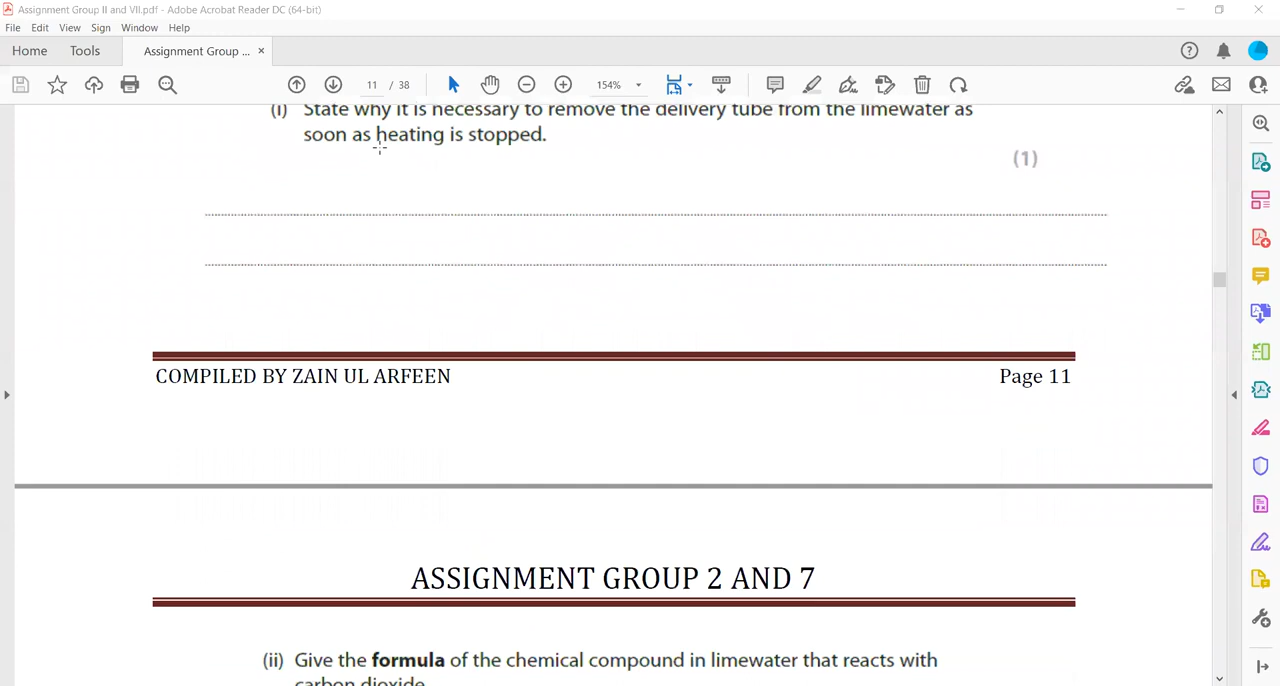 Assignment Group II and VII.pdf - Adobe Acrobat Reader DC (64-bit)
File Edit View Sign Window Help
Home Tools Assignment Group ... ×
11 / 38 154%
(i) State why it is necessary to remove the delivery tube from the limewater as
soon as heating is stopped.
(1)
COMPILED BY ZAIN UL ARFEEN Page 11
ASSIGNMENT GROUP 2 AND 7
(ii) Give the formula of the chemical compound in limewater that reacts with
carbon dioxide.